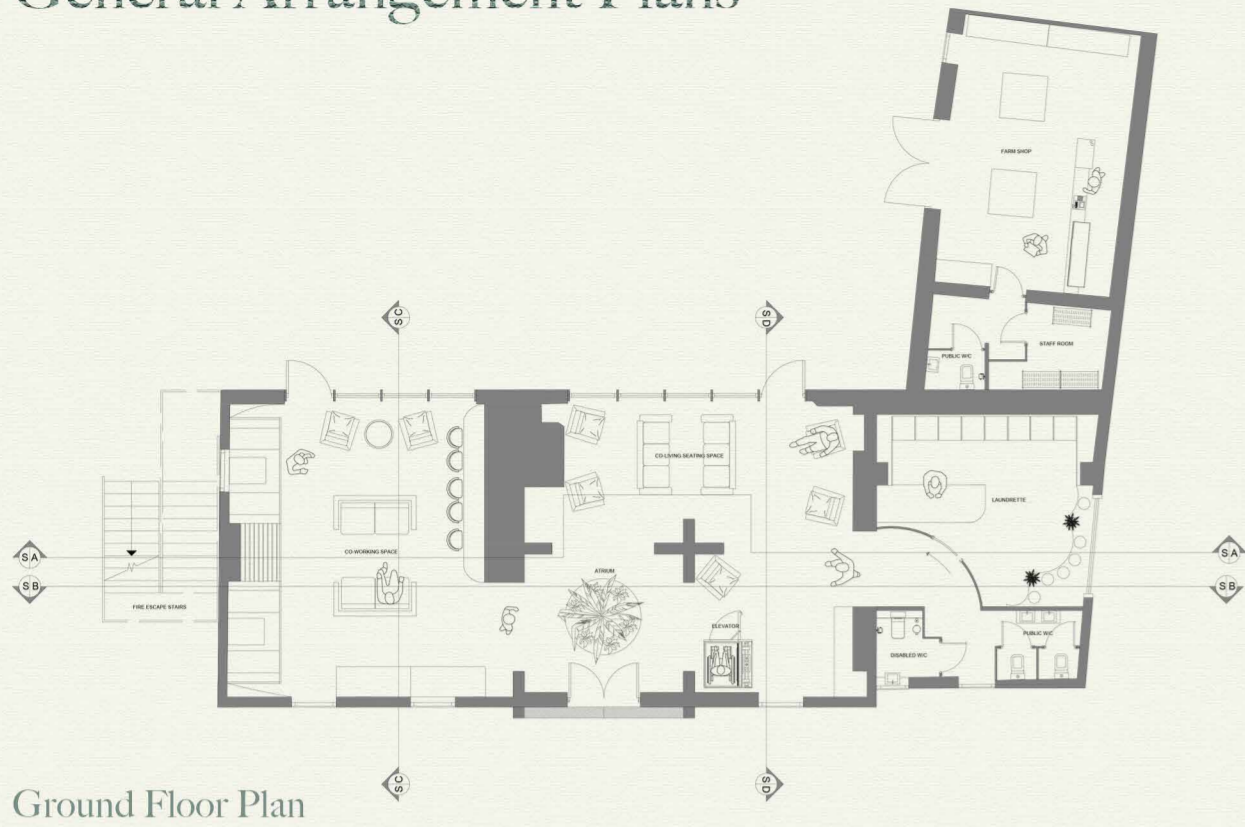 General Arrangement Plans
FARM SHOP
STAFF ROOM
PUBLIC W/C
SC
SD
CO-LIVING SEATING SPACE
LAUNDRETTE
SA
CO-WORKING SPACE
SA
SB
ATRIUM
SB
FIRE ESCAPE STAIRS
ELEVATOR
PUBLIC W/C
DISABLED W/C
SC
SD
Ground Floor Plan